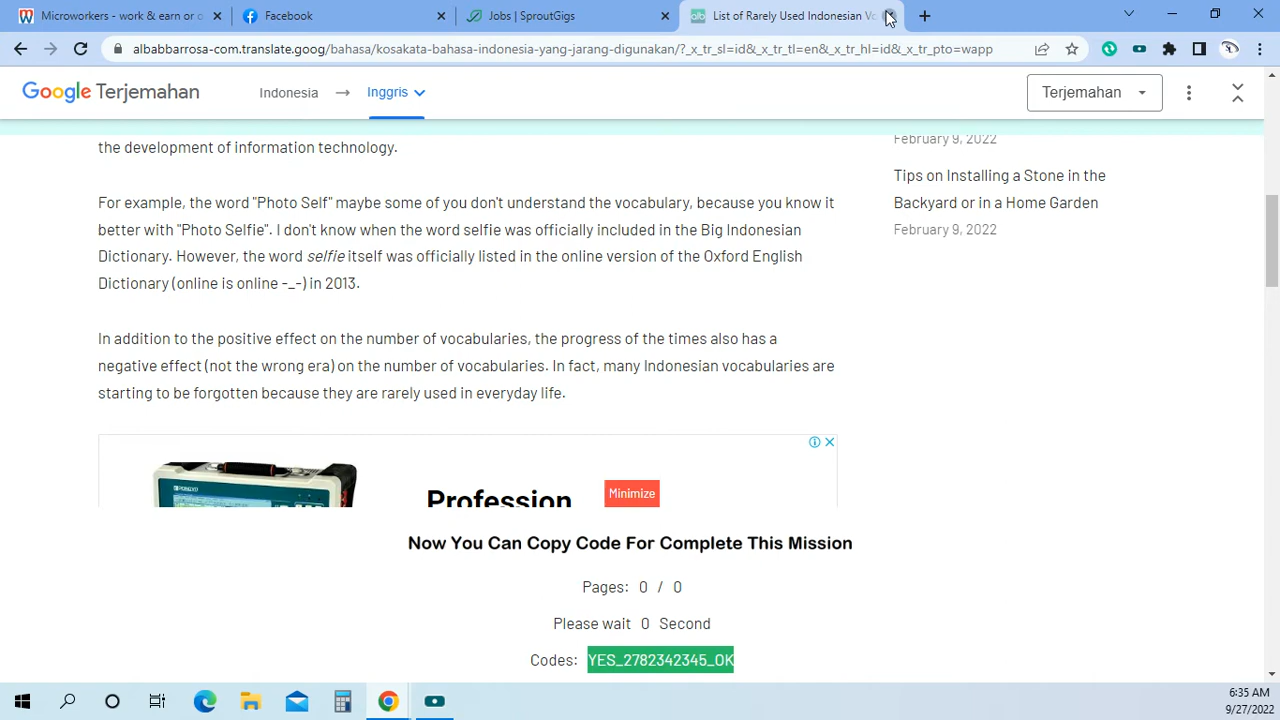 Microworkers - work & earn or o
Facebook
Jobs | SproutGigs
List of Rarely Used Indonesian Vo
albabbarrosa-com.translate.goog/bahasa/kosakata-bahasa-indonesia-yang-jarang-digunakan/?_x_tr_sl=id&_x_tr_tl=en&_x_tr_hl=id&_x_tr_pto=wapp
Google Terjemahan
Indonesia → Inggris
Terjemahan
the development of information technology.
For example, the word "Photo Self" maybe some of you don't understand the vocabulary, because you know it
better with "Photo Selfie". I don't know when the word selfie was officially included in the Big Indonesian
Dictionary. However, the word selfie itself was officially listed in the online version of the Oxford English
Dictionary (online is online -_-) in 2013.
In addition to the positive effect on the number of vocabularies, the progress of the times also has a
negative effect (not the wrong era) on the number of vocabularies. In fact, many Indonesian vocabularies are
starting to be forgotten because they are rarely used in everyday life.
February 9, 2022
Tips on Installing a Stone in the
Backyard or in a Home Garden
February 9, 2022
Profession
Minimize
Now You Can Copy Code For Complete This Mission
Pages: 0 / 0
Please wait 0 Second
Codes: YES_2782342345_OK
6:35 AM
9/27/2022